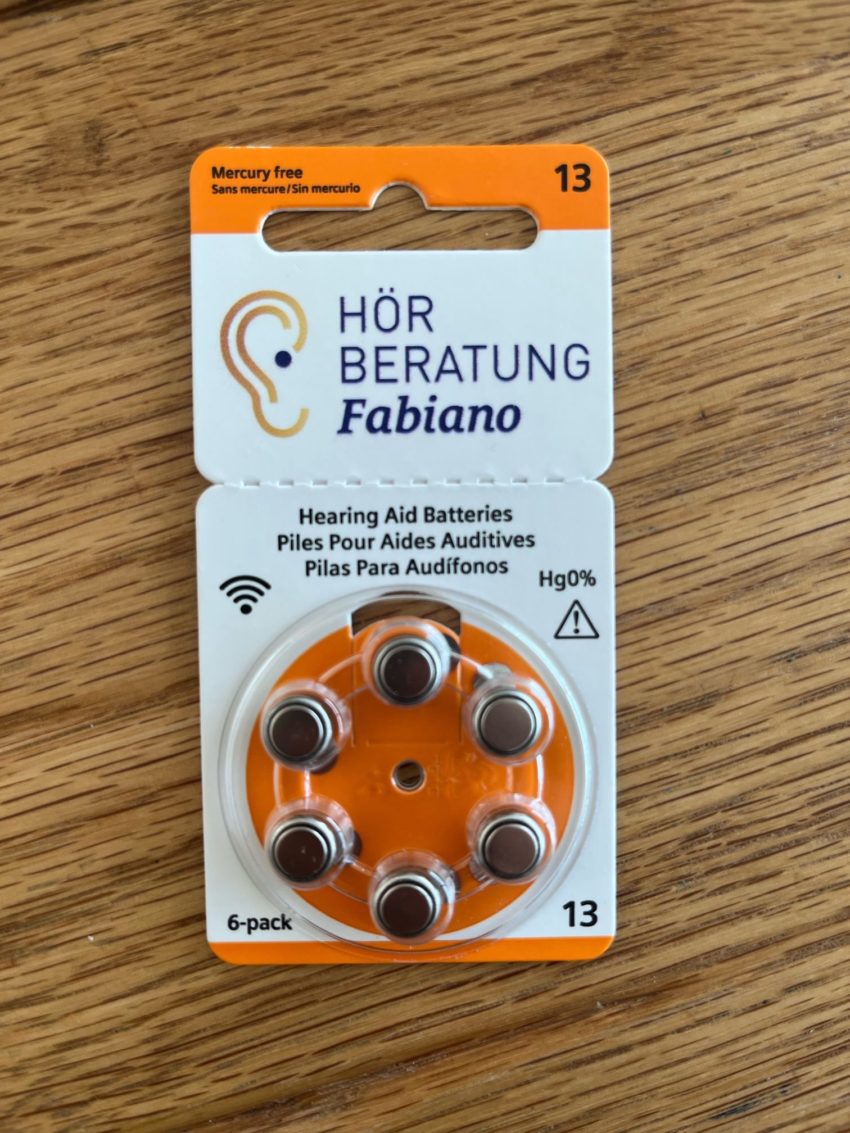 Mercury free
Sans mercure/Sin mercurio
13
HÖR
BERATUNG
Fabiano
Hearing Aid Batteries
Piles Pour Aides Auditives
Pilas Para Audífonos
Hg0%
6-pack
13